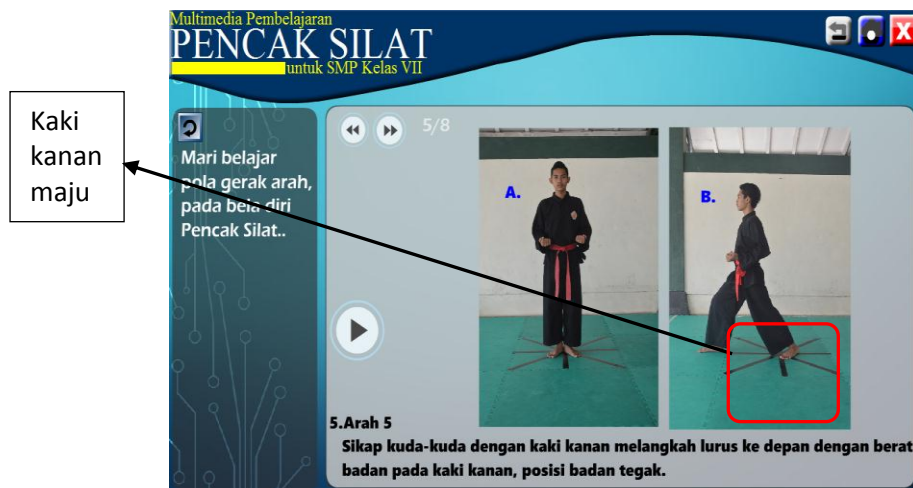 Multimedia Pembelajaran
PENCAK SILAT
untuk SMP Kelas VII
X
Kaki
kanan
maju
Mari belajar
pola gerak arah,
pada bela diri
Pencak Silat..
5/8
A.
B.
5.Arah 5
Sikap kuda-kuda dengan kaki kanan melangkah lurus ke depan dengan berat
badan pada kaki kanan, posisi badan tegak.